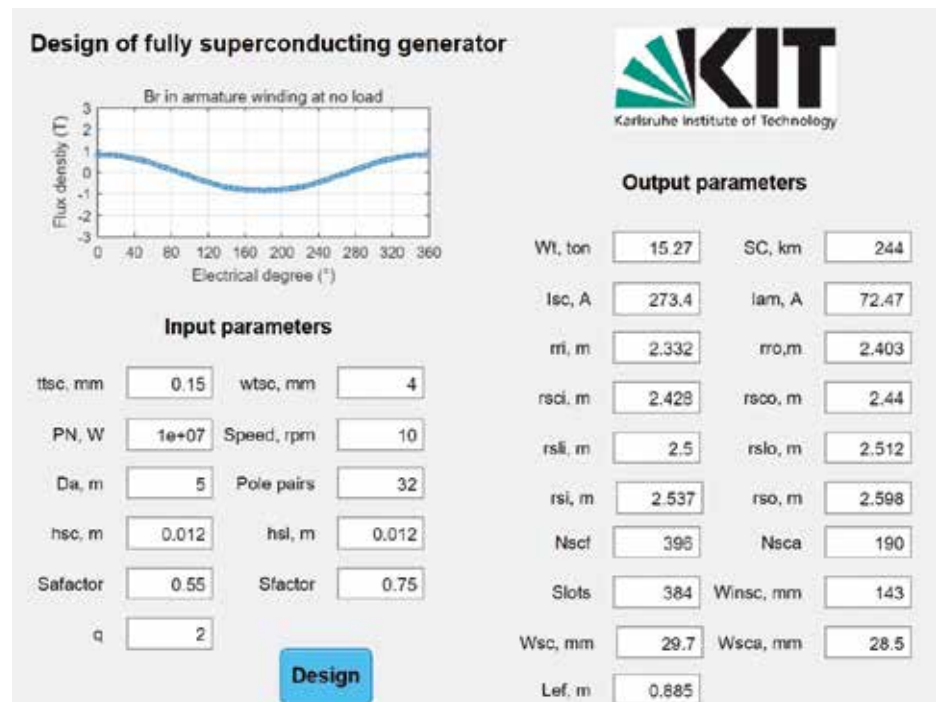 Design of fully superconducting generator
KIT
Karlsruhe Institute of Technology
Br in armature winding at no load
Flux denstiy (T)
3
2
1
0
-1
-2
-3
0 40 80 120 160 200 240 280 320 360
Electrical degree (°)
Input parameters
ttsc, mm 0.15 wtsc, mm 4
PN, W 1e+07 Speed, rpm 10
Da, m 5 Pole pairs 32
hsc, m 0.012 hsl, m 0.012
Safactor 0.55 Sfactor 0.75
q 2
Design
Output parameters
Wt, ton 15.27 SC, km 244
Isc, A 273.4 Iam, A 72.47
rri, m 2.332 rro,m 2.403
rsci, m 2.428 rsco, m 2.44
rsli, m 2.5 rslo, m 2.512
rsi, m 2.537 rso, m 2.598
Nscf 396 Nsca 190
Slots 384 Winsc, mm 143
Wsc, mm 29.7 Wsca, mm 28.5
Lef, m 0.885